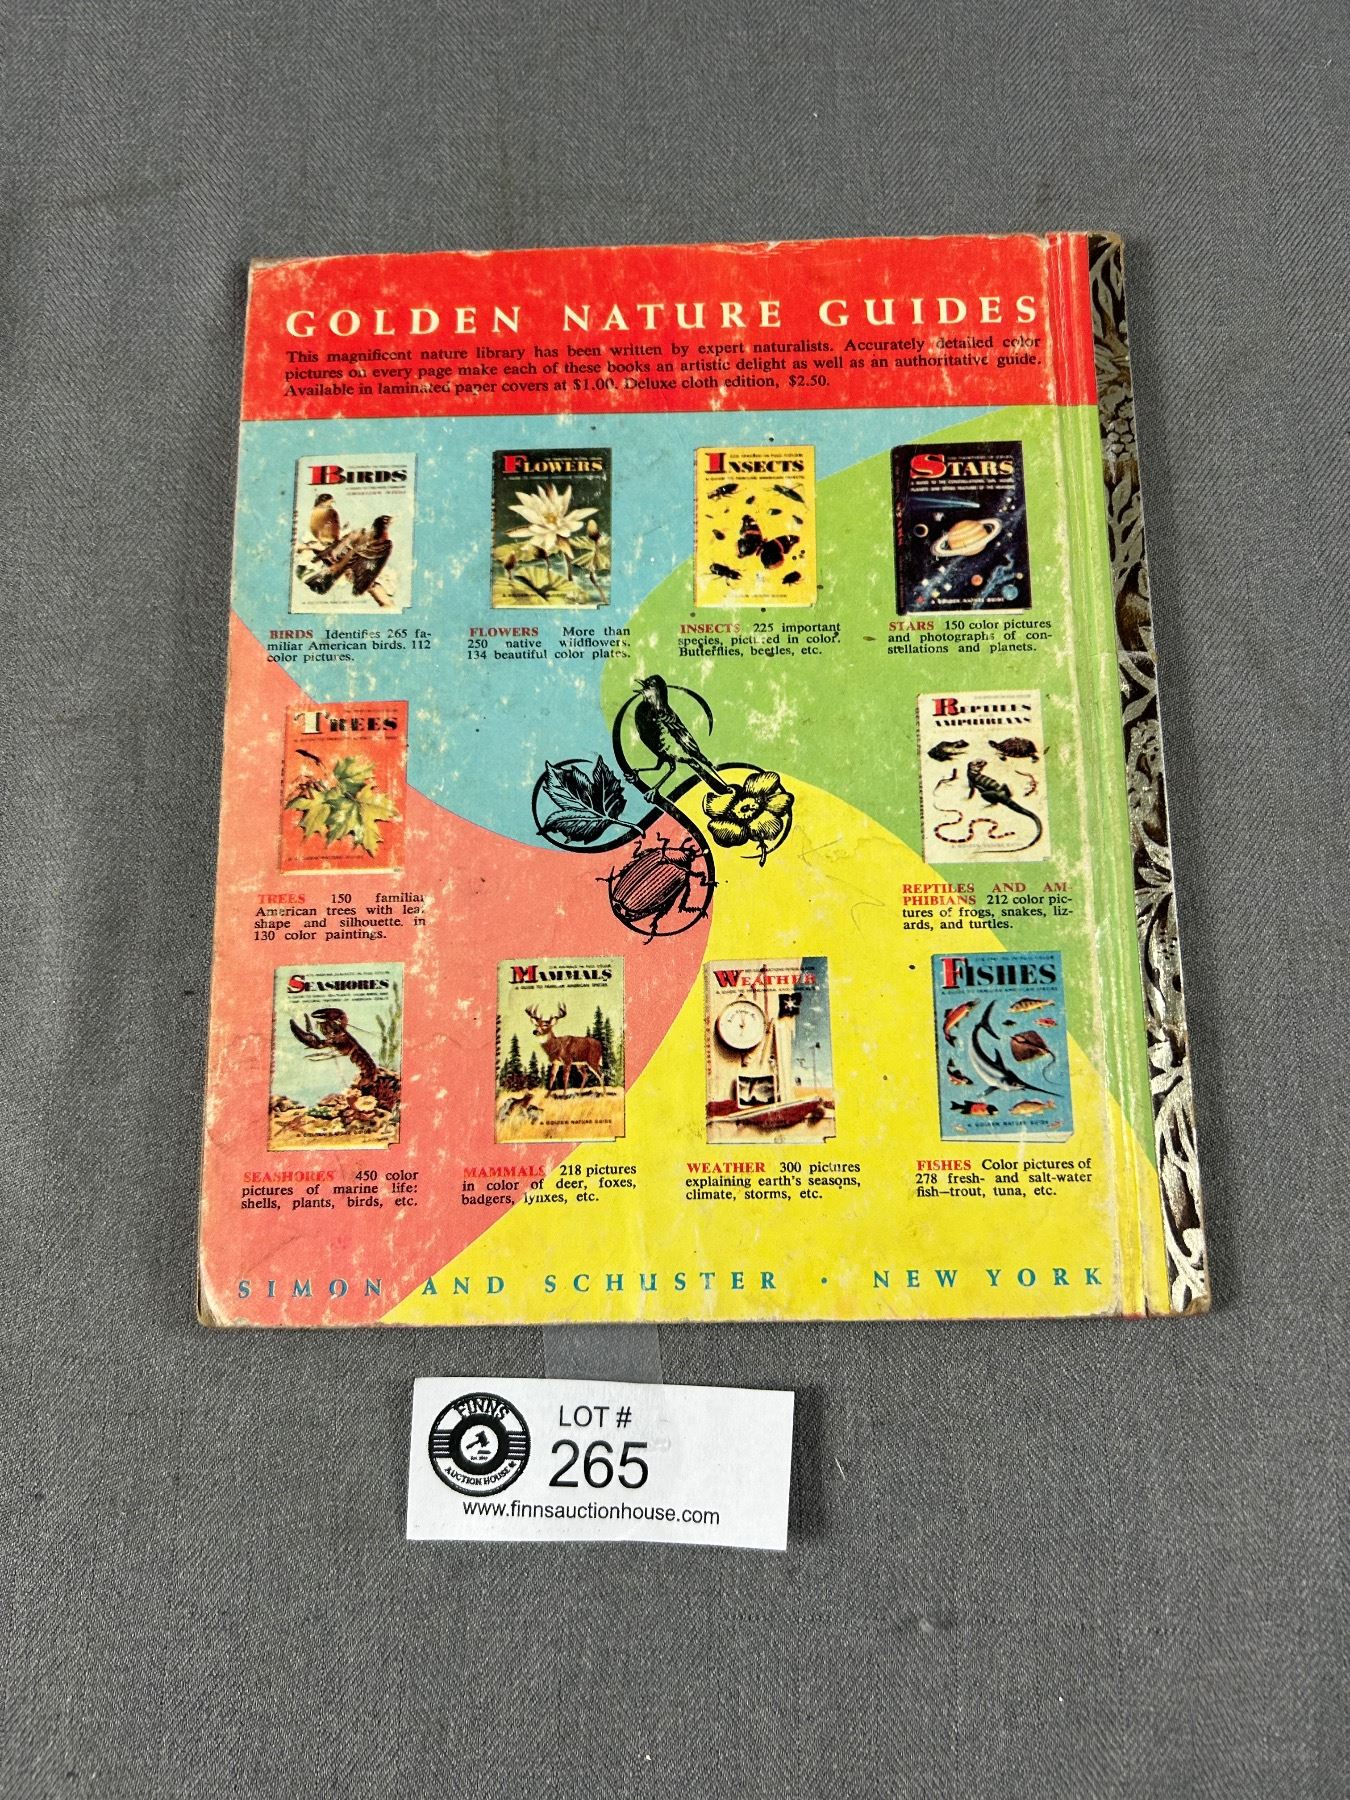 GOLDEN NATURE GUIDES
This magnificent nature library has been written by expert naturalists. Accurately detailed color
pictures on every page make each of these books an artistic delight as well as an authoritative guide.
Available in laminated paper covers at $1.00. Deluxe cloth edition, $2.50.
BIRDS
FLOWERS
INSECTS
STARS
BIRDS Identifies 265 fa-
miliar American birds. 112
color pictures.
FLOWERS More than
250 native wildflowers.
134 beautiful color plates.
INSECTS 225 important
species, pictured in color.
Butterflies, beetles, etc.
STARS 150 color pictures
and photographs of con-
stellations and planets.
TREES
REPTILES
AMPHIBIANS
TREES 150 familiar
American trees with leaf
shape and silhouette. in
130 color paintings.
REPTILES AND AM-
PHIBIANS 212 color pic-
tures of frogs, snakes, liz-
ards, and turtles.
SEASHORES
MAMMALS
A GOLDEN NATURE GUIDE
WEATHER
FISHES
SEASHORES 450 color
pictures of marine life:
shells, plants, birds, etc.
MAMMALS 218 pictures
in color of deer, foxes,
badgers, lynxes, etc.
WEATHER 300 pictures
explaining earth's seasons,
climate, storms, etc.
FISHES Color pictures of
278 fresh- and salt-water
fish—trout, tuna, etc.
SIMON AND SCHUSTER • NEW YORK
FINNS
AUCTION HOUSE
LOT #
265
www.finnsauctionhouse.com